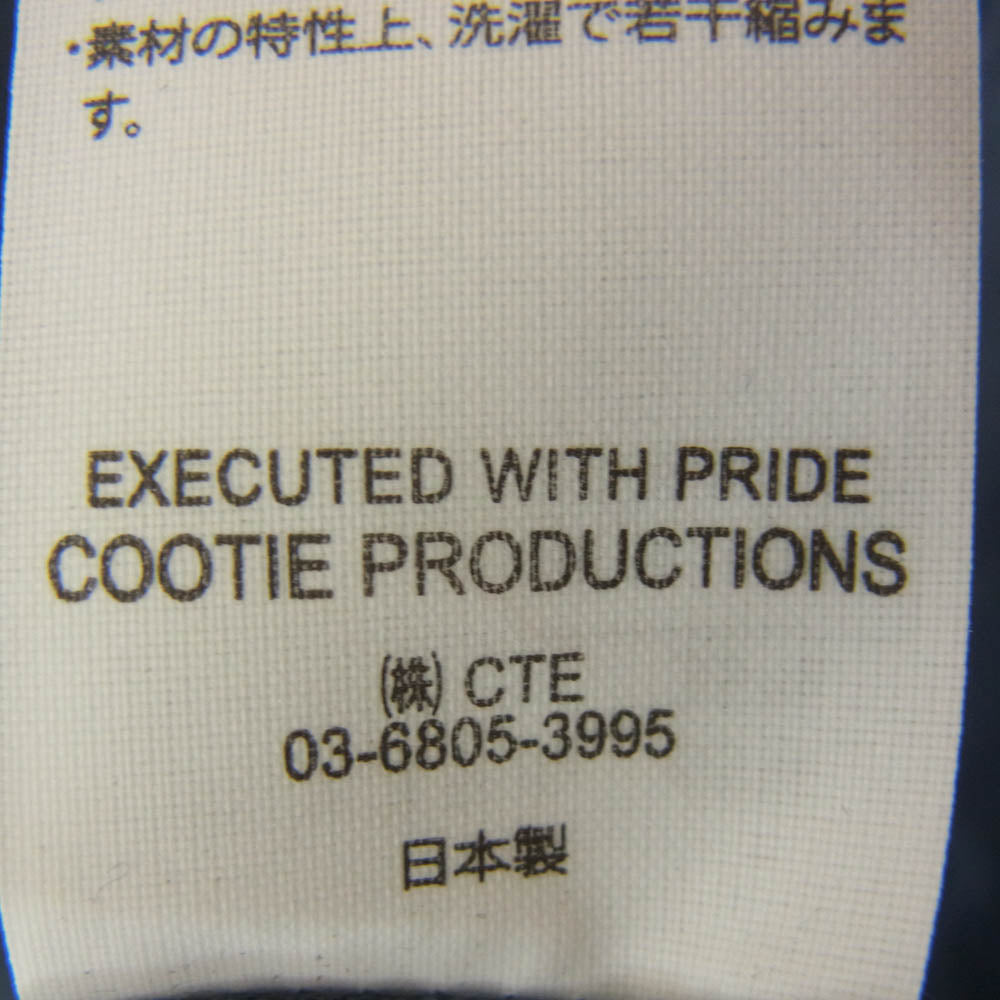 ・素材の特性上、洗濯で若干縮みま
す。
EXECUTED WITH PRIDE
COOTIE PRODUCTIONS
㈱ CTE
03-6805-3995
日本製